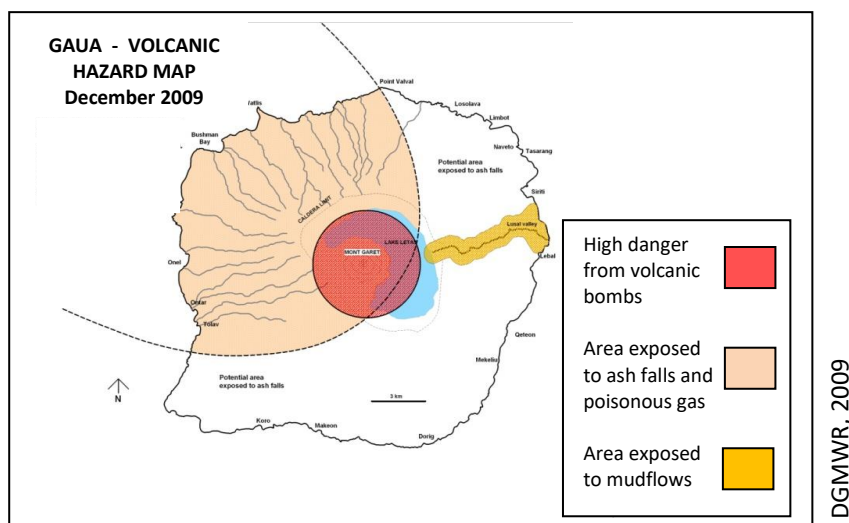 GAUA - VOLCANIC
HAZARD MAP
December 2009
Point Valval
Losolava
Limbot
Naveto
Tasarang
Bushman
Bay
Potential area
exposed to ash falls
Siriti
CALDERA LIMIT
Losal valley
LAKE LETAS
MONT GARET
Lebal
Onel
Ontar
Tolav
Qeteon
Mekeliu
Potential area
exposed to ash falls
N
3 km
Koro
Makeon
Dorig
High danger
from volcanic
bombs
Area exposed
to ash falls and
poisonous gas
Area exposed
to mudflows
DGMWR, 2009